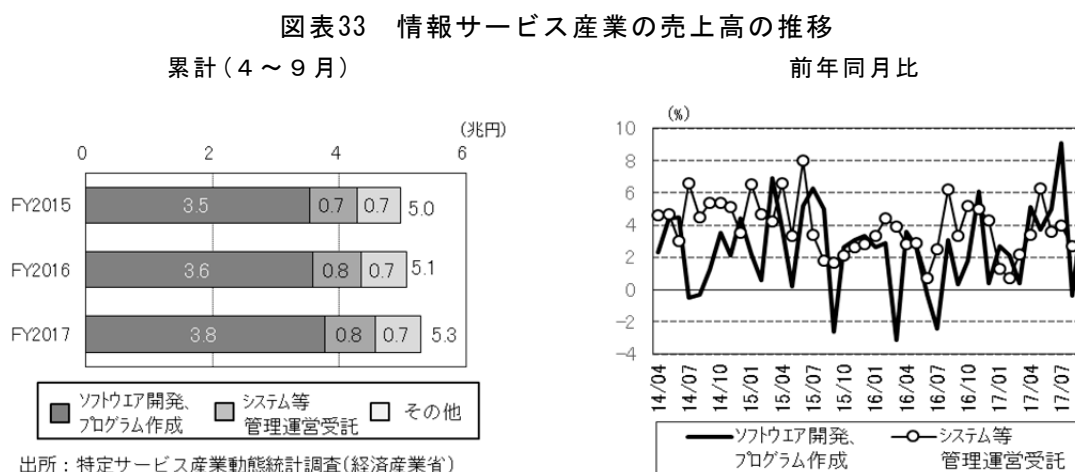 図表33　情報サービス産業の売上高の推移
累計(４～９月)
(兆円)
0 2 4 6
FY2015 3.5 0.7 0.7 5.0
FY2016 3.6 0.8 0.7 5.1
FY2017 3.8 0.8 0.7 5.3
ソフトウエア開発、
プログラム作成
システム等
管理運営受託
その他
出所：特定サービス産業動態統計調査(経済産業省)
前年同月比
(%)
10
8
6
4
2
0
−2
−4
14/04 14/07 14/10 15/01 15/04 15/07 15/10 16/01 16/04 16/07 16/10 17/01 17/04 17/07
ソフトウエア開発、
プログラム作成
システム等
管理運営受託